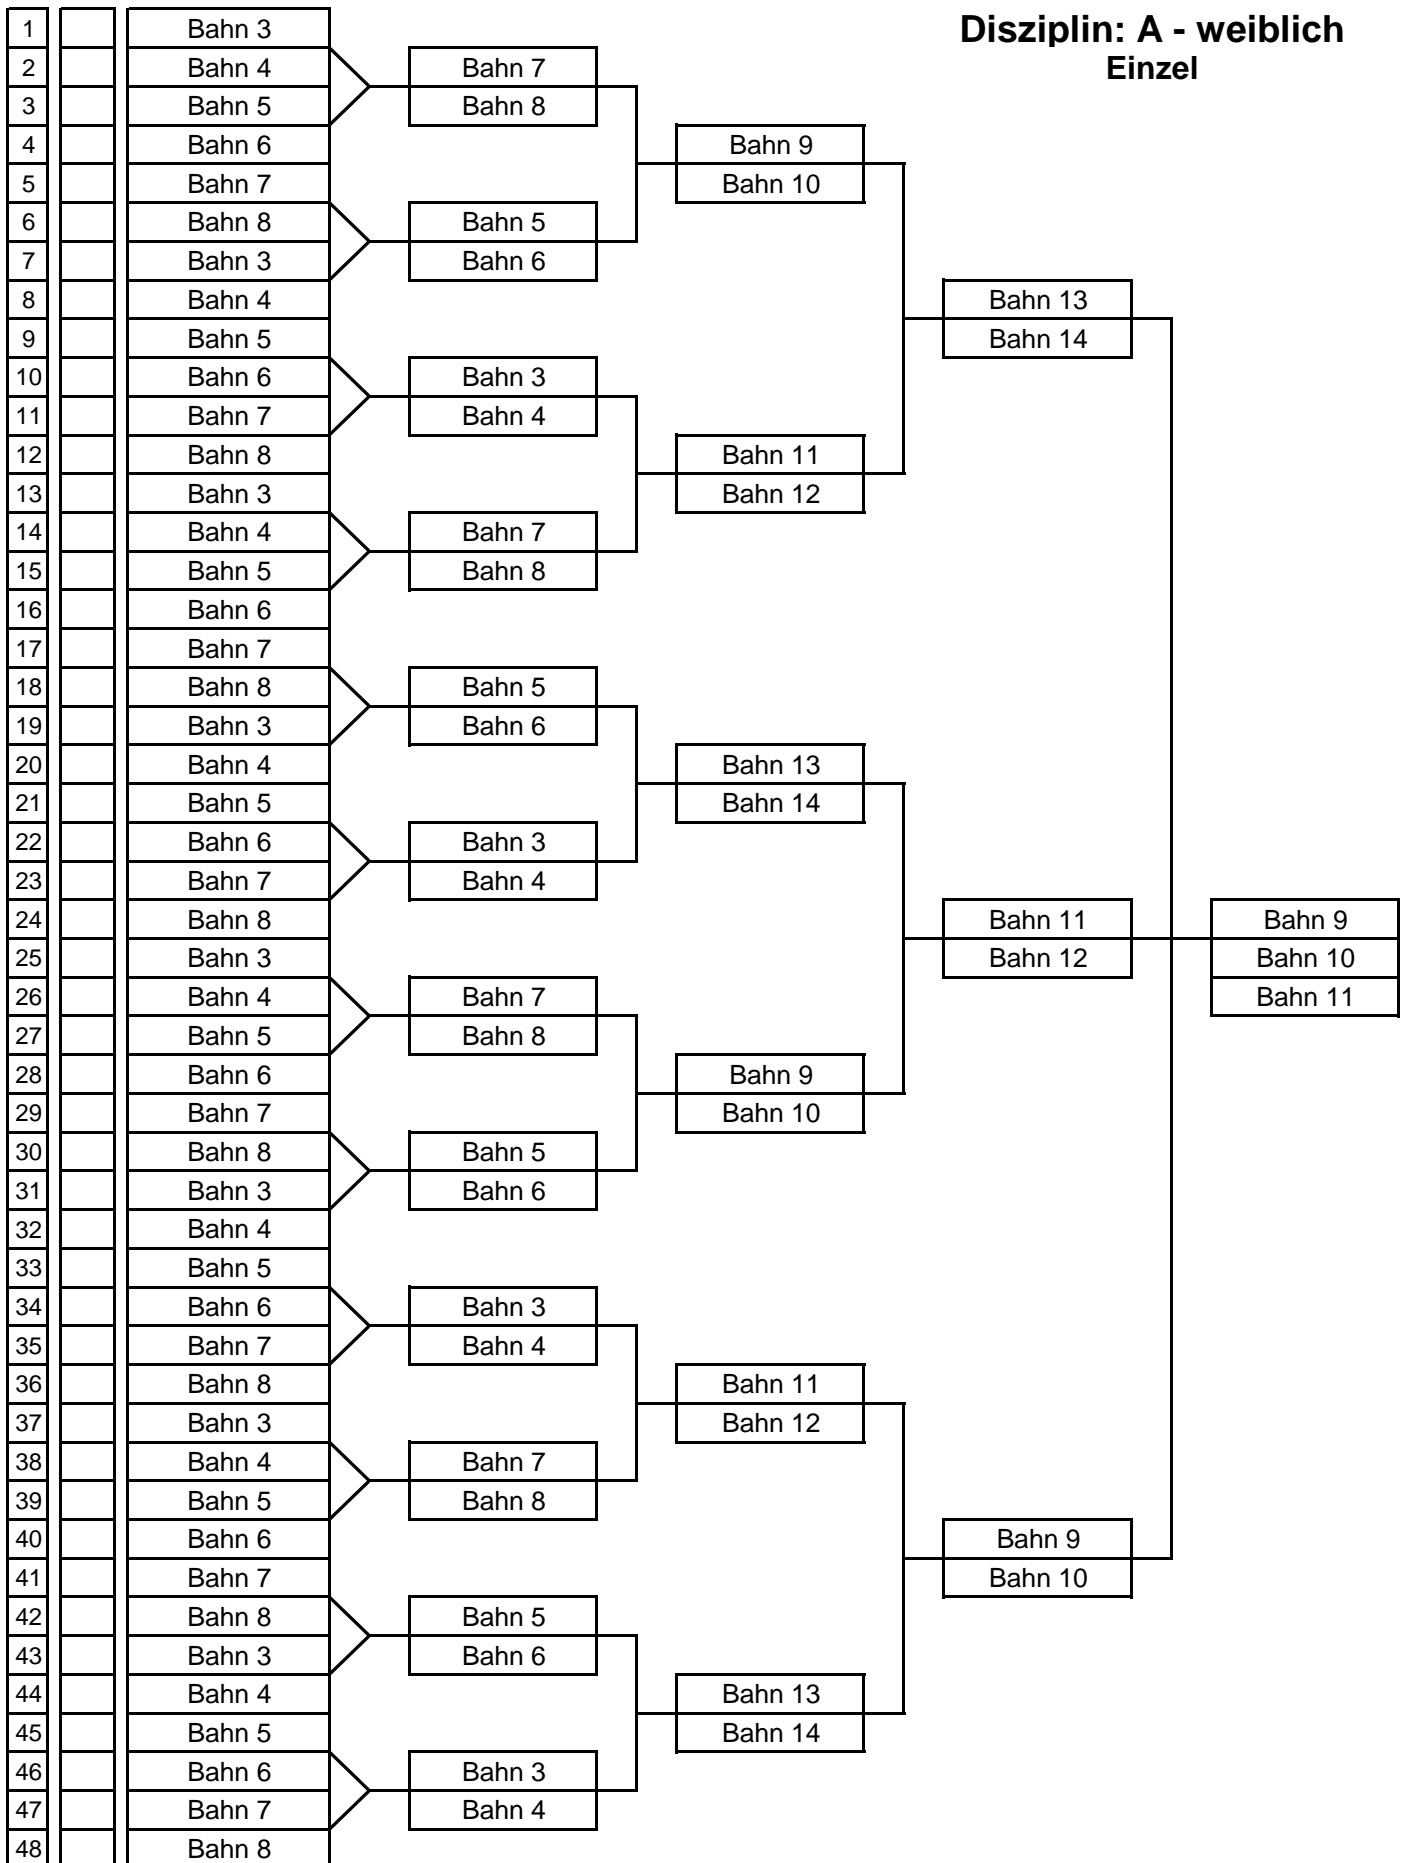 Disziplin: A - weiblich
Einzel
1 Bahn 3
2 Bahn 4 Bahn 7
3 Bahn 5 Bahn 8
4 Bahn 6 Bahn 9
5 Bahn 7 Bahn 10
6 Bahn 8 Bahn 5
7 Bahn 3 Bahn 6
8 Bahn 4 Bahn 13
9 Bahn 5 Bahn 14
10 Bahn 6 Bahn 3
11 Bahn 7 Bahn 4
12 Bahn 8 Bahn 11
13 Bahn 3 Bahn 12
14 Bahn 4 Bahn 7
15 Bahn 5 Bahn 8
16 Bahn 6
17 Bahn 7
18 Bahn 8 Bahn 5
19 Bahn 3 Bahn 6
20 Bahn 4 Bahn 13
21 Bahn 5 Bahn 14
22 Bahn 6 Bahn 3
23 Bahn 7 Bahn 4
24 Bahn 8 Bahn 11 Bahn 9
25 Bahn 3 Bahn 12 Bahn 10
26 Bahn 4 Bahn 7 Bahn 11
27 Bahn 5 Bahn 8
28 Bahn 6 Bahn 9
29 Bahn 7 Bahn 10
30 Bahn 8 Bahn 5
31 Bahn 3 Bahn 6
32 Bahn 4
33 Bahn 5
34 Bahn 6 Bahn 3
35 Bahn 7 Bahn 4
36 Bahn 8 Bahn 11
37 Bahn 3 Bahn 12
38 Bahn 4 Bahn 7
39 Bahn 5 Bahn 8
40 Bahn 6 Bahn 9
41 Bahn 7 Bahn 10
42 Bahn 8 Bahn 5
43 Bahn 3 Bahn 6
44 Bahn 4 Bahn 13
45 Bahn 5 Bahn 14
46 Bahn 6 Bahn 3
47 Bahn 7 Bahn 4
48 Bahn 8